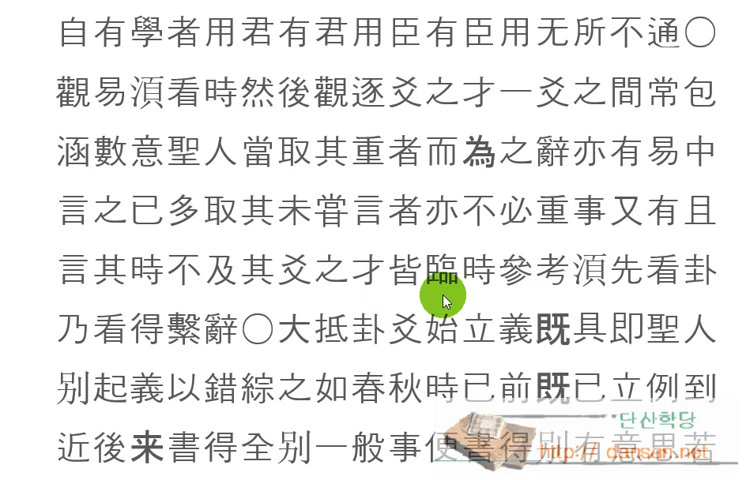 自有學者用君有君用臣有臣用无所不通〇
觀易湏看時然後觀逐爻之才一爻之間常包
涵數意聖人當取其重者而為之辭亦有易中
言之已多取其未甞言者亦不必重事又有且
言其時不及其爻之才皆臨時參考湏先看卦
乃看得繫辭〇大抵卦爻始立義既具即聖人
别起義以錯綜之如春秋時已前既已立例到
近後来書得全别一般事便書得别有意思若
단산학당
http://dansan.net